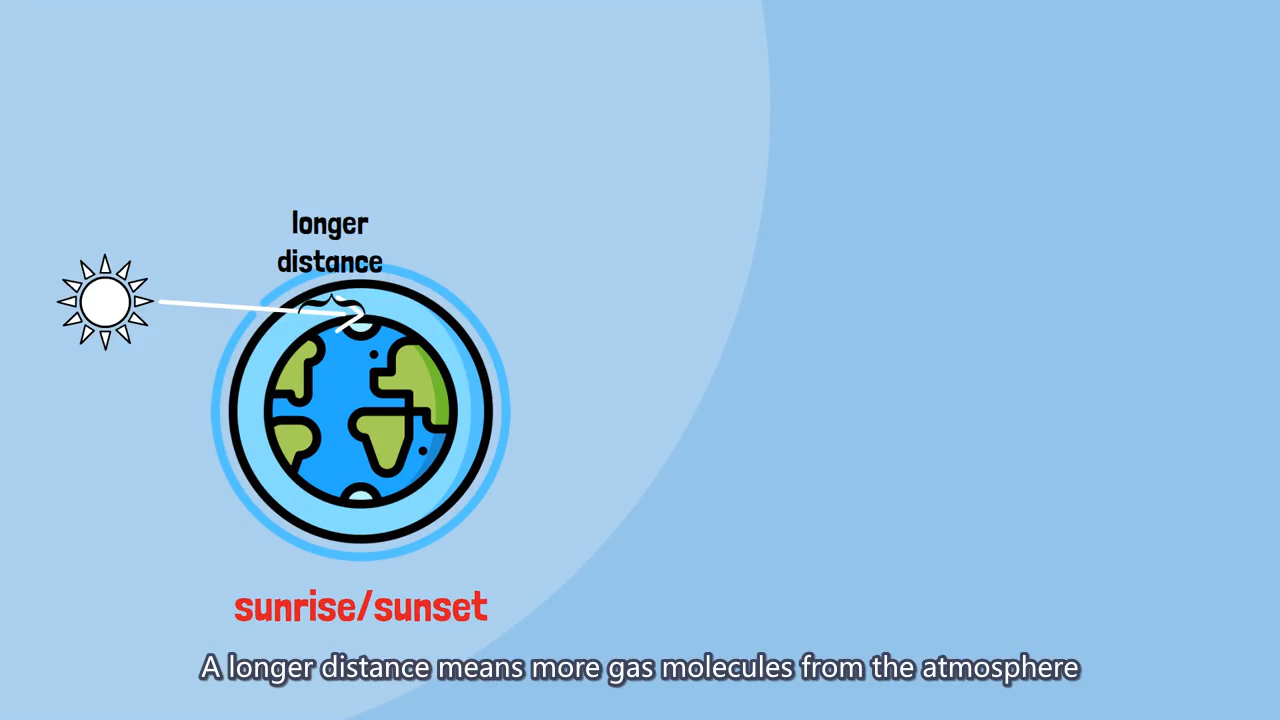 longer
distance
sunrise/sunset
A longer distance means more gas molecules from the atmosphere